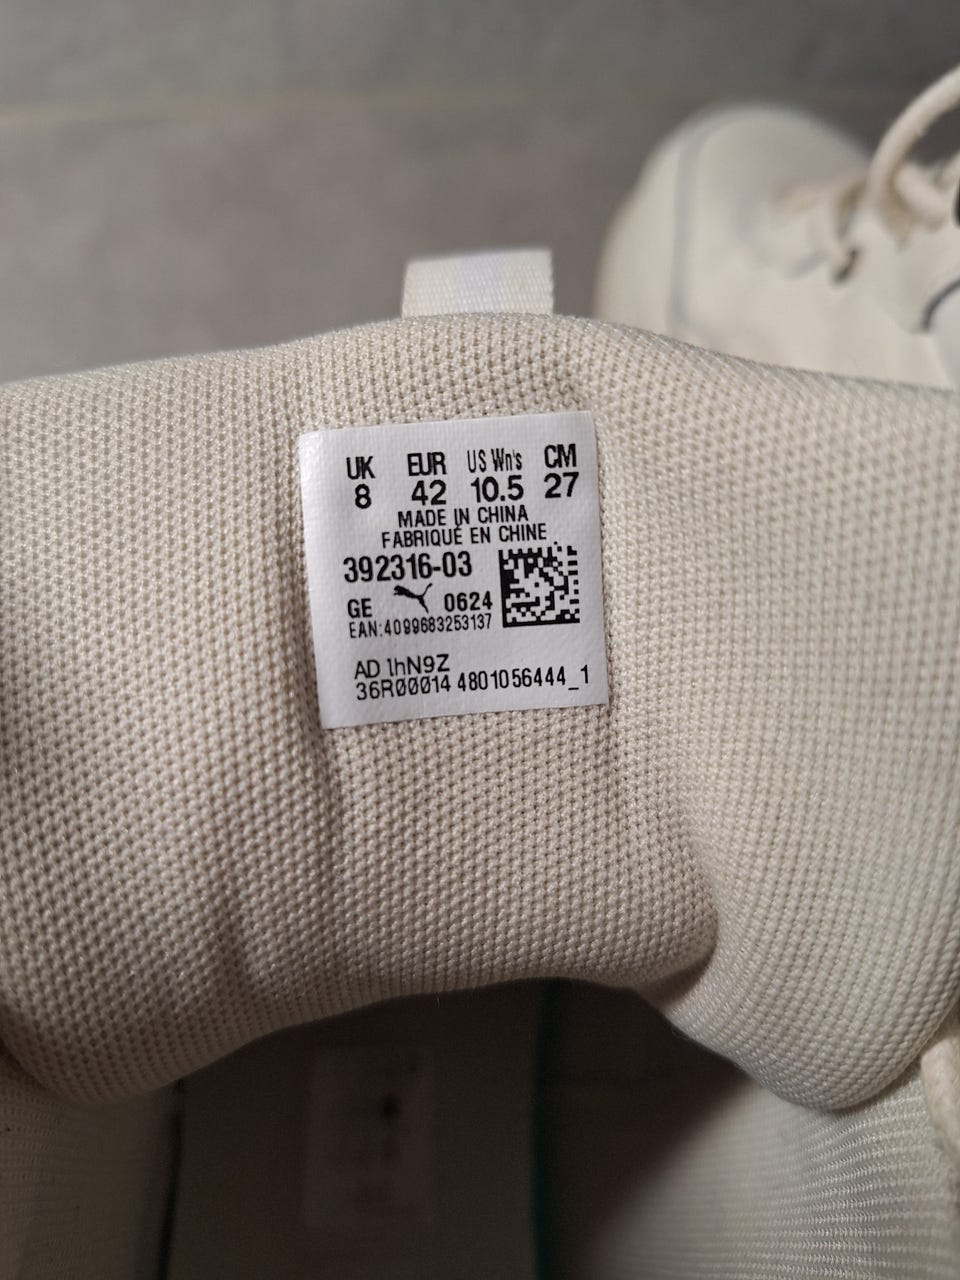 UK EUR US Wn's CM
8 42 10.5 27
MADE IN CHINA
FABRIQUÉ EN CHINE
392316-03
GE 0624
EAN:4099683253137
AD 1hN9Z
36R00014 4801056444_1